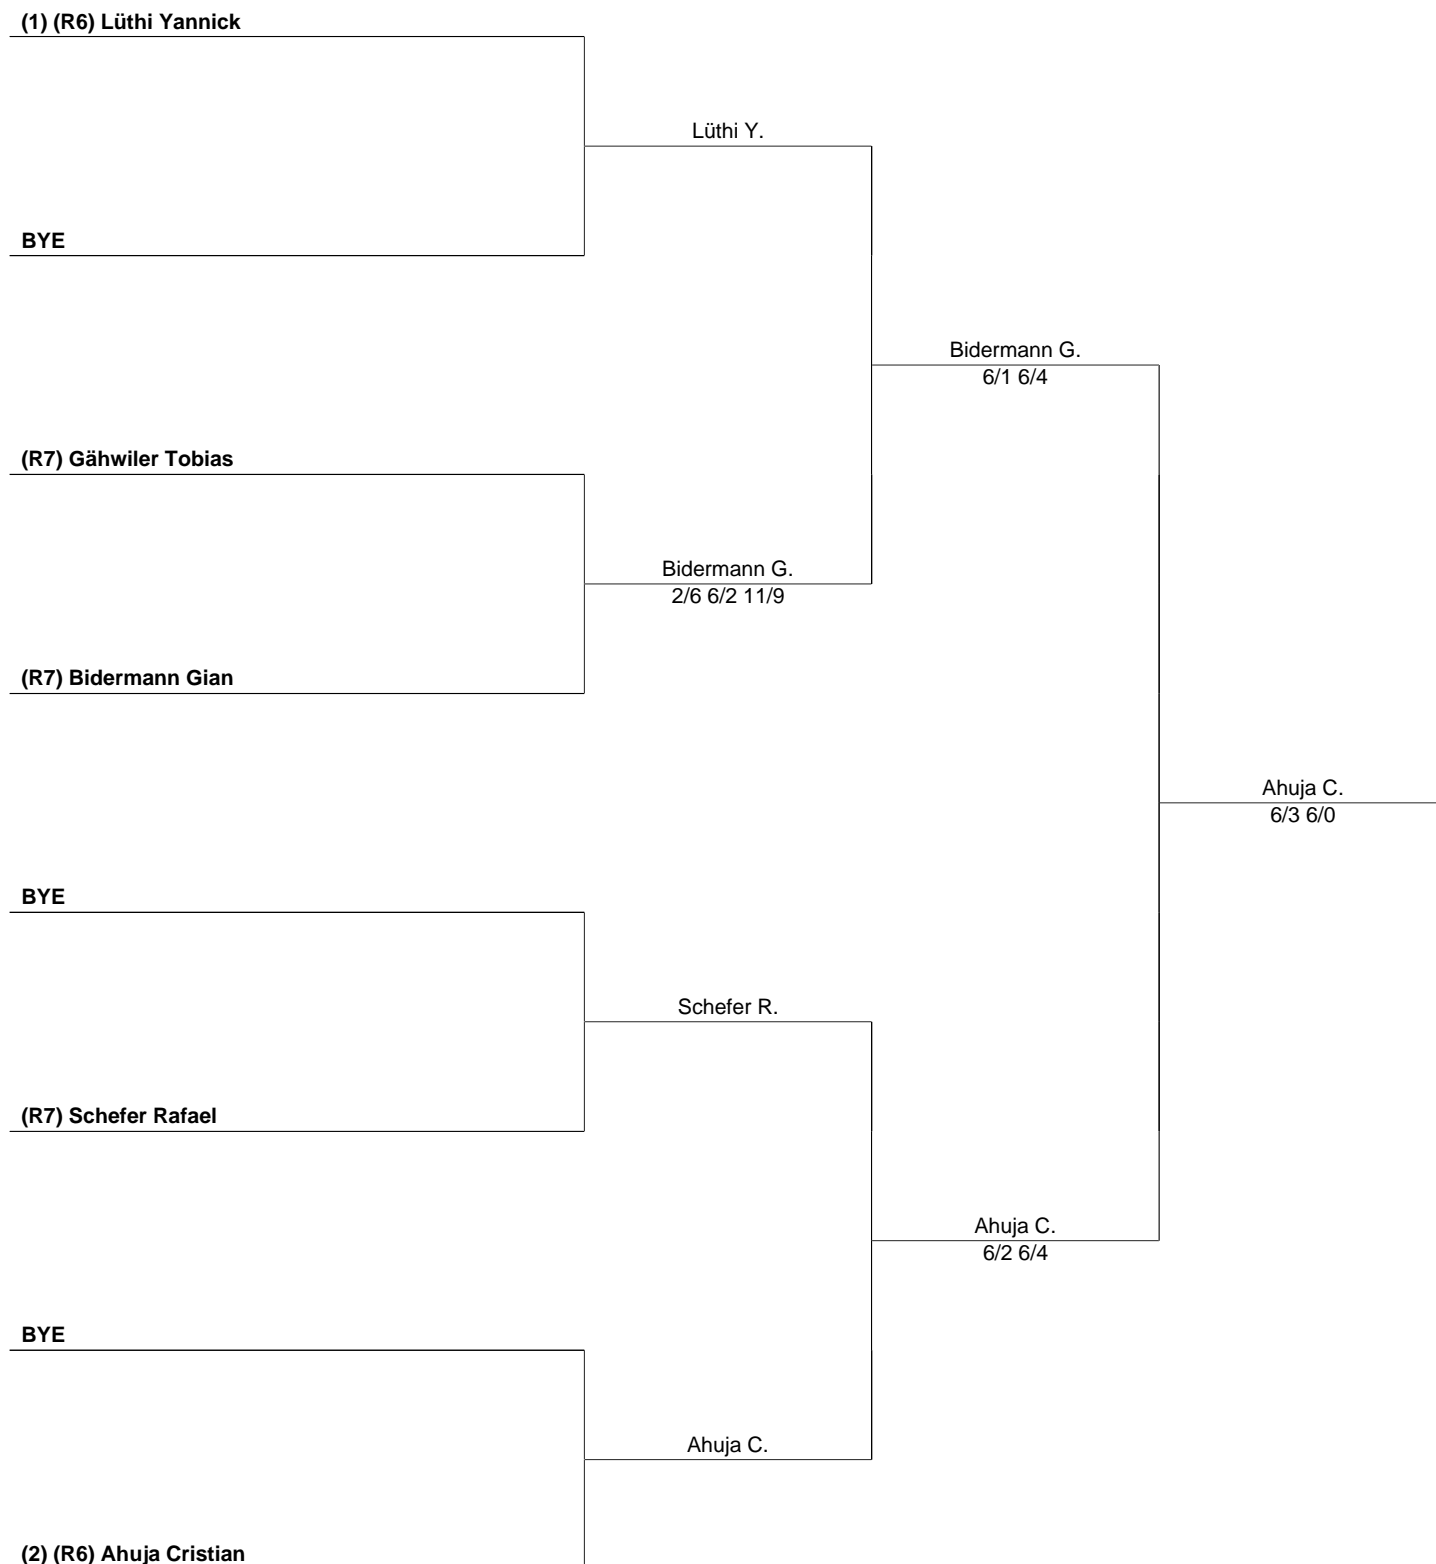 (1) (R6) Lüthi Yannick
Lüthi Y.
BYE
Bidermann G.
6/1 6/4
(R7) Gähwiler Tobias
Bidermann G.
2/6 6/2 11/9
(R7) Bidermann Gian
Ahuja C.
6/3 6/0
BYE
Schefer R.
(R7) Schefer Rafael
Ahuja C.
6/2 6/4
BYE
Ahuja C.
(2) (R6) Ahuja Cristian